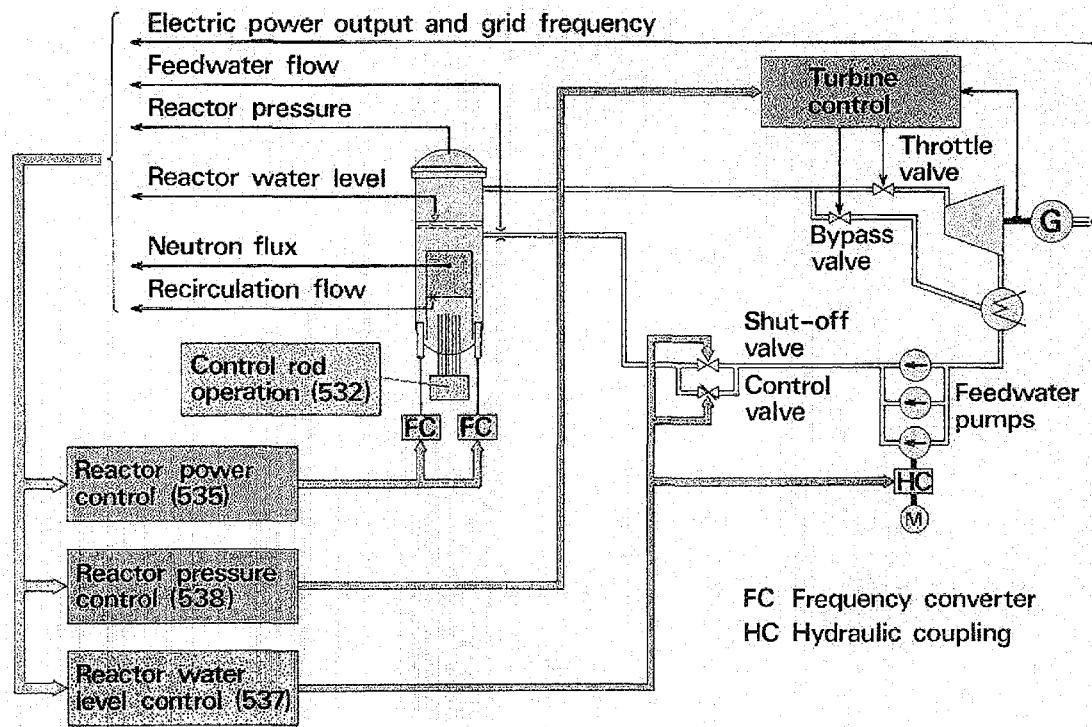 Electric power output and grid frequency
Feedwater flow
Reactor pressure
Reactor water level
Neutron flux
Recirculation flow
Turbine
control
Throttle
valve
G
Bypass
valve
Shut-off
valve
Control
valve
Feedwater
pumps
Control rod
operation (532)
FC
FC
HC
M
Reactor power
control (535)
Reactor pressure
control (538)
Reactor water
level control (537)
FC Frequency converter
HC Hydraulic coupling